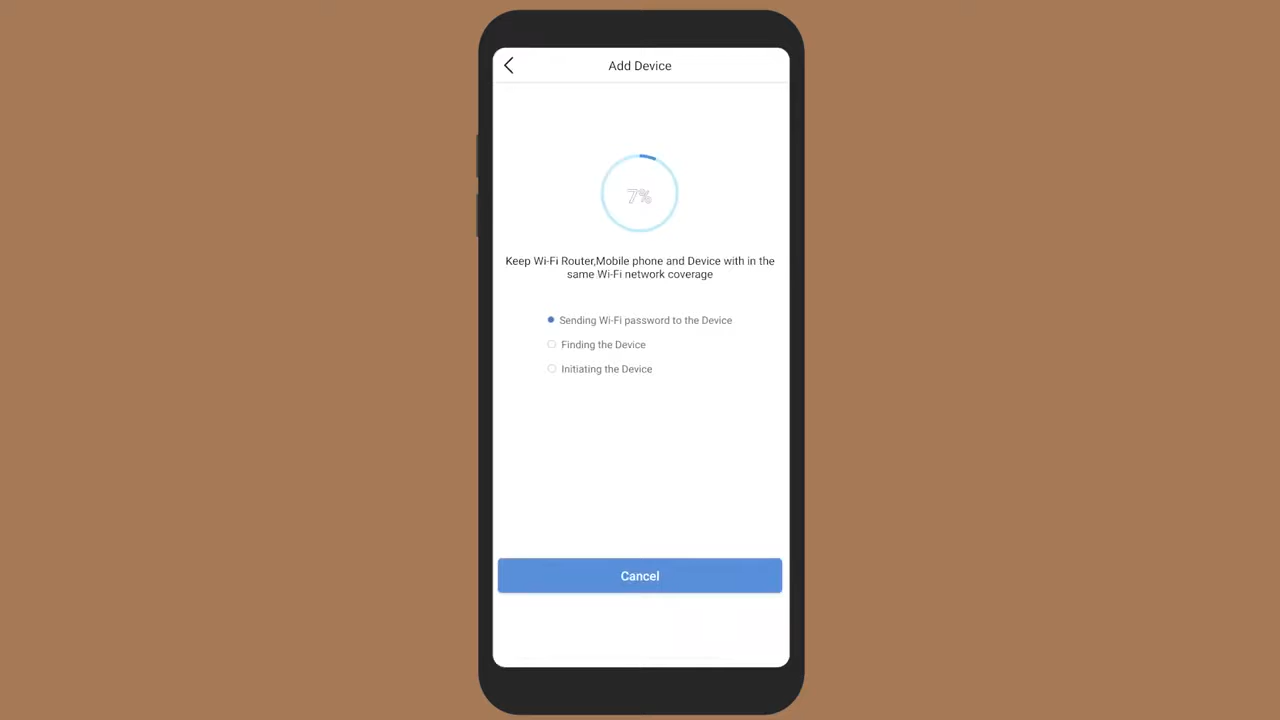 Add Device
7%
Keep Wi-Fi Router,Mobile phone and Device with in the
same Wi-Fi network coverage
Sending Wi-Fi password to the Device
Finding the Device
Initiating the Device
Cancel